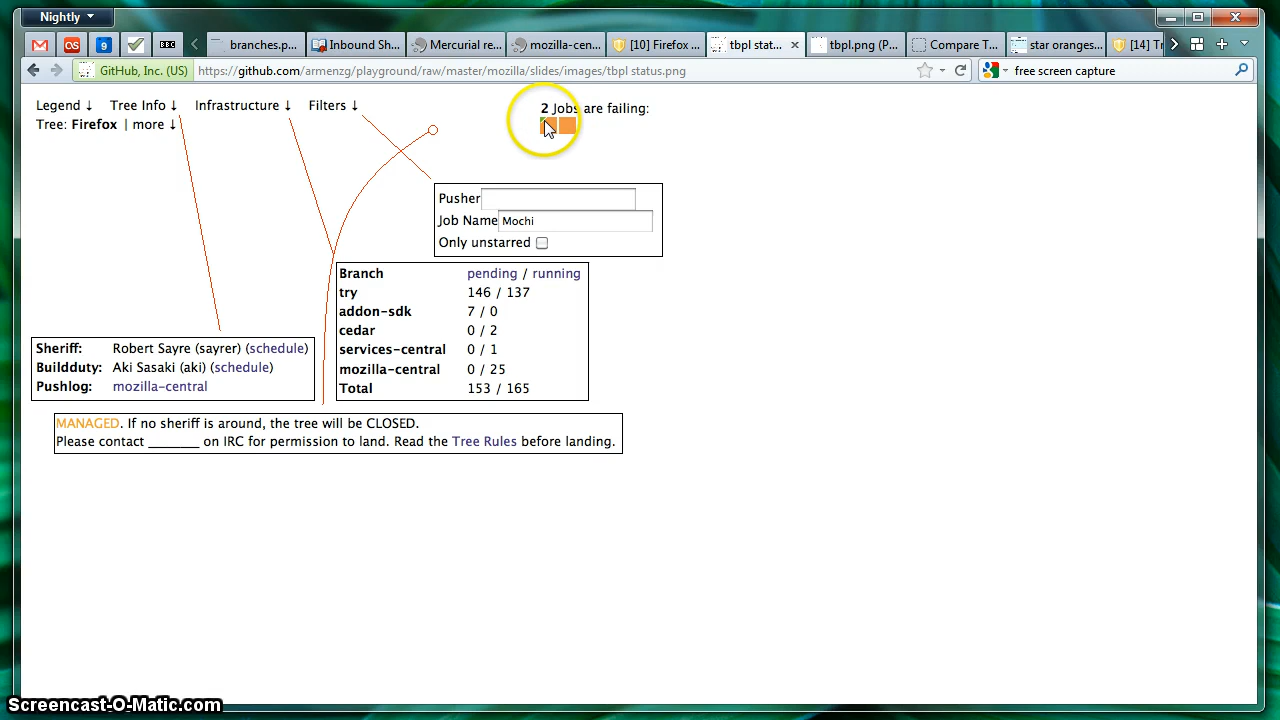 Nightly
branches.p...
Inbound Sh...
Mercurial re...
mozilla-cen...
[10] Firefox ...
tbpl stat...
tbpl.png (P...
Compare T...
star oranges...
[14] Tr
GitHub, Inc. (US)
https://github.com/armenzg/playground/raw/master/mozilla/slides/images/tbpl status.png
free screen capture
Legend ↓ Tree Info ↓ Infrastructure ↓ Filters ↓
Tree: Firefox | more ↓
2 Jobs are failing:
Pusher
Job Name Mochi
Only unstarred
Branch pending / running
try 146 / 137
addon-sdk 7 / 0
cedar 0 / 2
services-central 0 / 1
mozilla-central 0 / 25
Total 153 / 165
Sheriff: Robert Sayre (sayrer) (schedule)
Buildduty: Aki Sasaki (aki) (schedule)
Pushlog: mozilla-central
MANAGED. If no sheriff is around, the tree will be CLOSED.
Please contact ________ on IRC for permission to land. Read the Tree Rules before landing.
Screencast-O-Matic.com